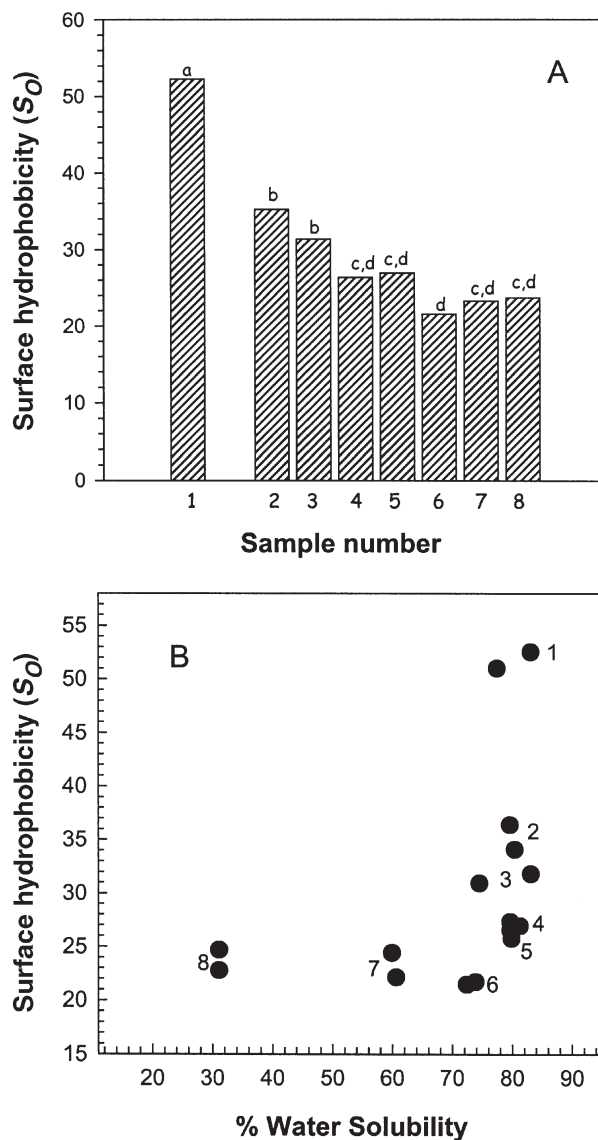 60
50
40
30
20
10
0
Surface hydrophobicity (S_O)
A
a
b
b
c,d
c,d
d
c,d
c,d
1 2 3 4 5 6 7 8
Sample number
55
50
45
40
35
30
25
20
15
Surface hydrophobicity (S_O)
B
1
2
3
4
5
6
7
8
20 30 40 50 60 70 80 90
% Water Solubility